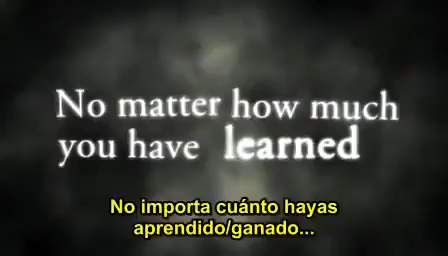 No matter how much
you have learned
No importa cuánto hayas
aprendido/ganado...